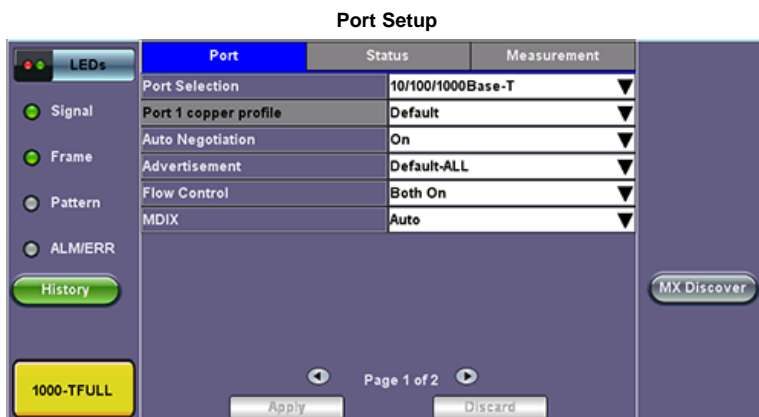 Port Setup
LEDs
Port Status Measurement
Port Selection 10/100/1000Base-T
Signal
Port 1 copper profile Default
Auto Negotiation On
Frame
Advertisement Default-ALL
Flow Control Both On
Pattern
MDIX Auto
ALM/ERR
History
MX Discover
1000-TFULL
Page 1 of 2
Apply Discard